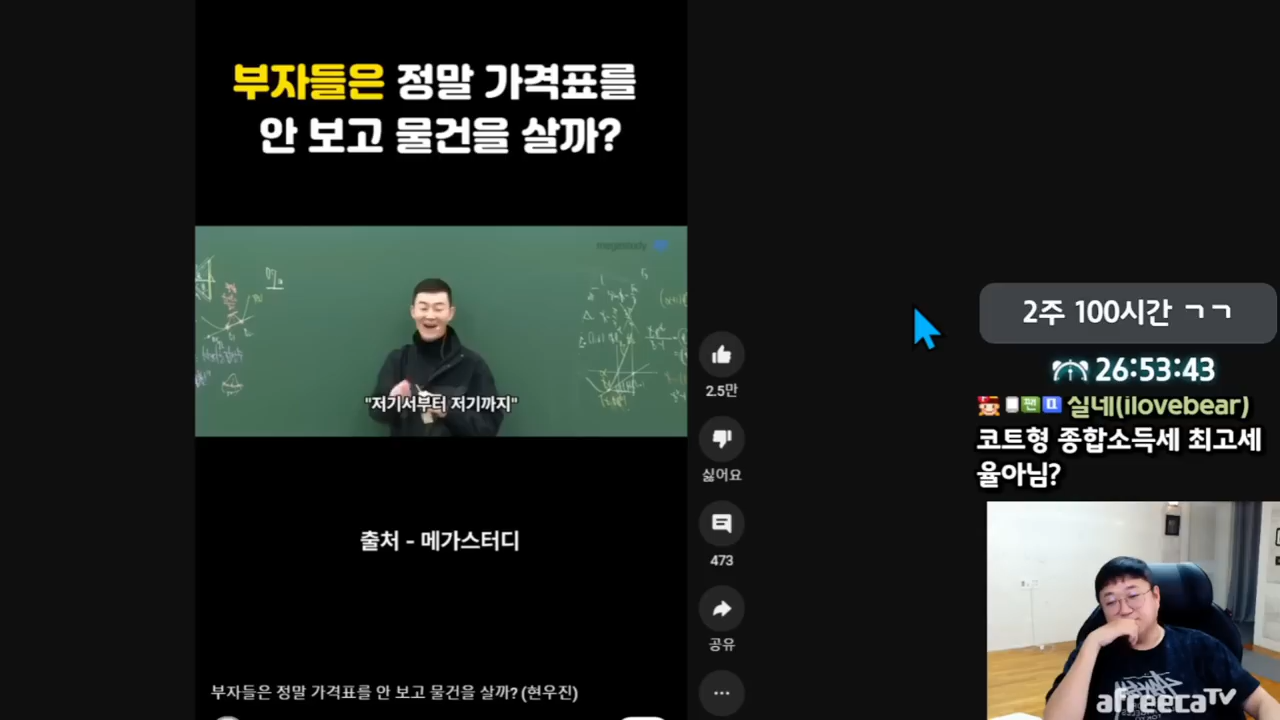 부자들은 정말 가격표를
안 보고 물건을 살까?
megastudy
"저기서부터 저기까지"
출처 - 메가스터디
부자들은 정말 가격표를 안 보고 물건을 살까? (현우진)
2.5만
싫어요
473
공유
2주 100시간 ㄱㄱ
26:53:43
팬 실네(ilovebear)
코트형 종합소득세 최고세
율아님?
afreecaTV